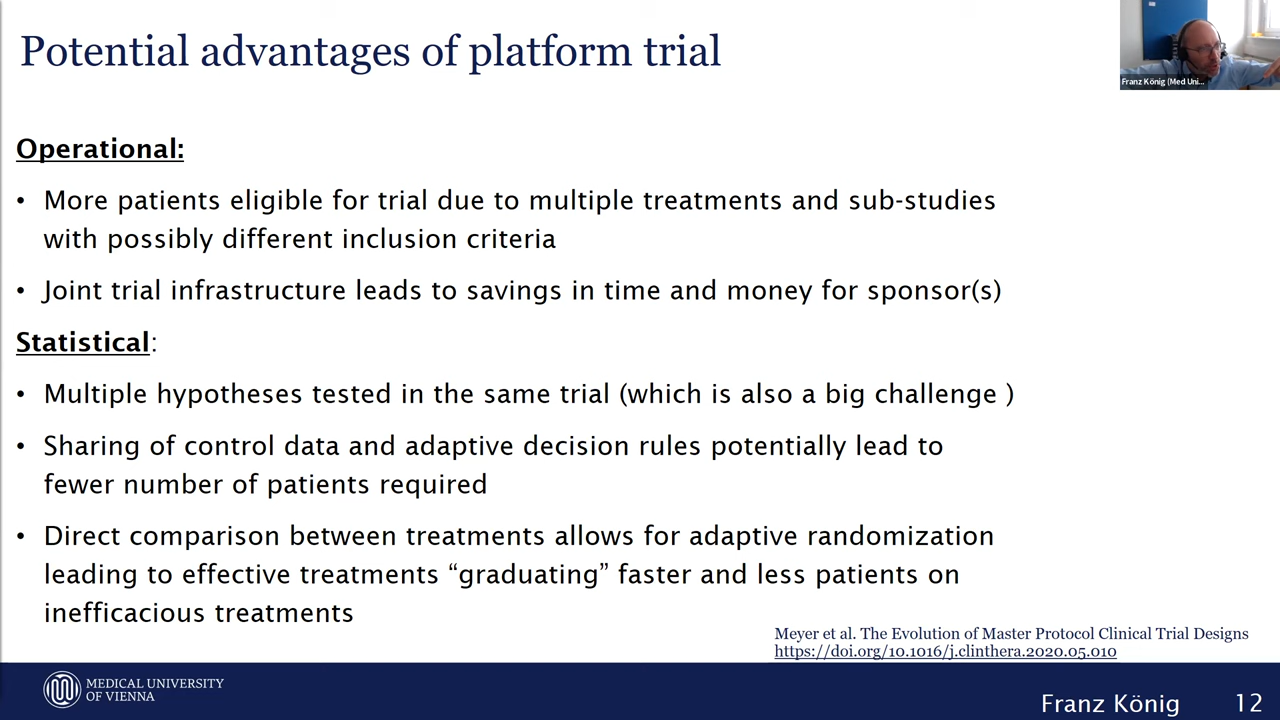 Potential advantages of platform trial
Franz König (Med Uni...
Operational:
• More patients eligible for trial due to multiple treatments and sub-studies
with possibly different inclusion criteria
• Joint trial infrastructure leads to savings in time and money for sponsor(s)
Statistical:
• Multiple hypotheses tested in the same trial (which is also a big challenge )
• Sharing of control data and adaptive decision rules potentially lead to
fewer number of patients required
• Direct comparison between treatments allows for adaptive randomization
leading to effective treatments “graduating” faster and less patients on
inefficacious treatments
Meyer et al. The Evolution of Master Protocol Clinical Trial Designs
https://doi.org/10.1016/j.clinthera.2020.05.010
MEDICAL UNIVERSITY
OF VIENNA
Franz König 12